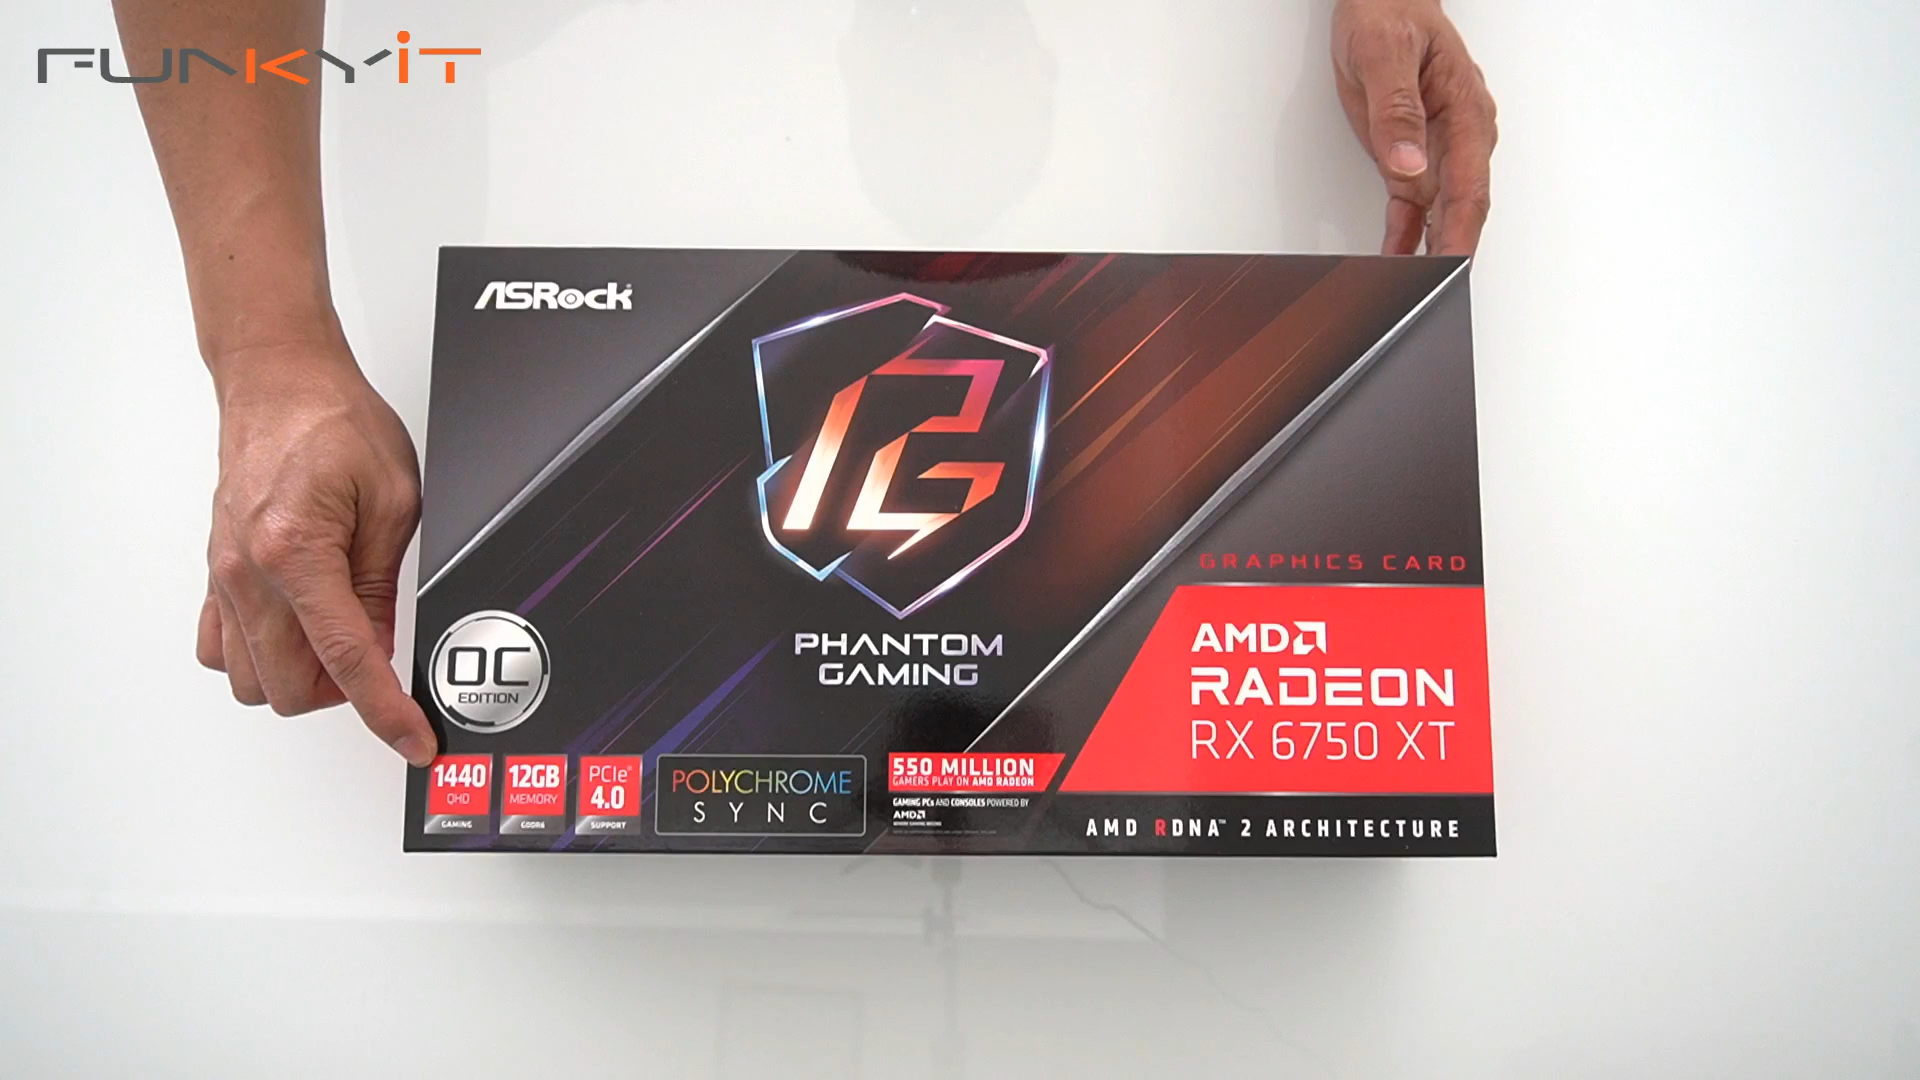 FUNKYiT
ASRock
PG
PHANTOM
GAMING
GRAPHICS CARD
AMD
RADEON
RX 6750 XT
OC
EDITION
1440
QHD
GAMING
12GB
MEMORY
GDDR6
PCIe®
4.0
SUPPORT
POLYCHROME
SYNC
550 MILLION
GAMERS PLAY ON AMD RADEON
GAMING PCs AND CONSOLES POWERED BY
AMD
AMD RDNA™ 2 ARCHITECTURE